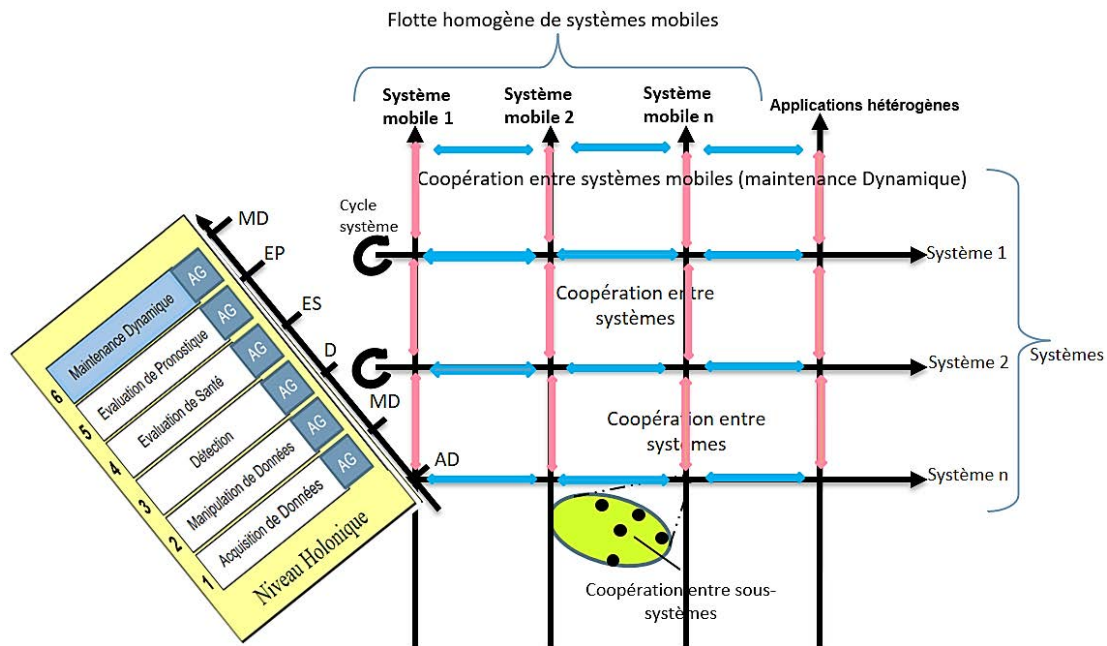 Flotte homogène de systèmes mobiles
Système
mobile 1
Système
mobile 2
Système
mobile n
Applications hétérogènes
Coopération entre systèmes mobiles (maintenance Dynamique)
Cycle
système
Système 1
Coopération entre
systèmes
Système 2
Systèmes
Coopération entre
systèmes
Système n
Coopération entre sous-
systèmes
MD
EP
ES
D
MD
AD
6 Maintenance Dynamique AG
5 Evaluation de Pronostique AG
4 Evaluation de Santé AG
3 Détection AG
2 Manipulation de Données AG
1 Acquisition de Données AG
Niveau Holonique